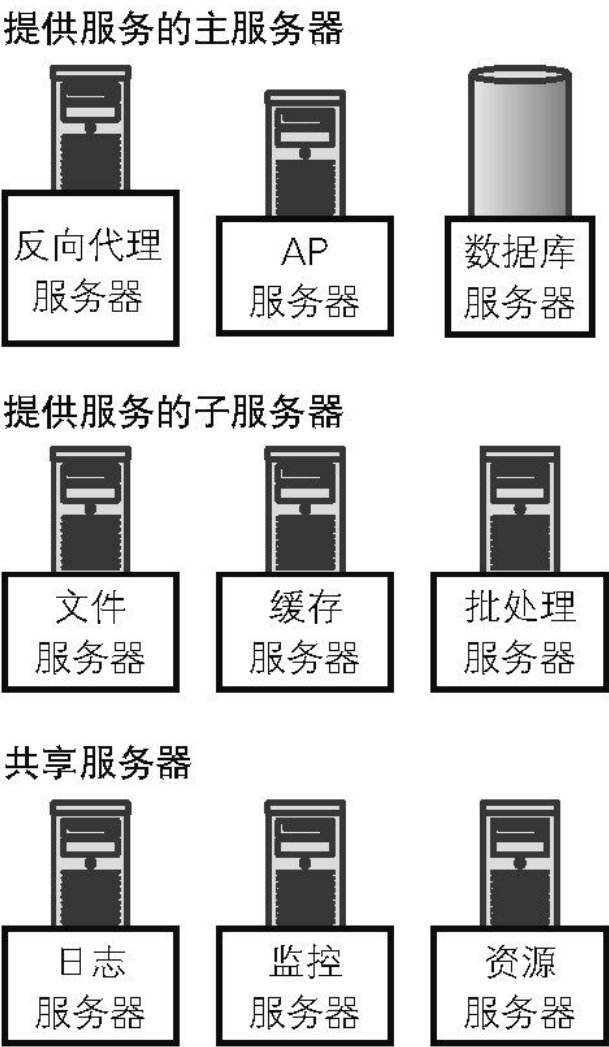 提供服务的主服务器
反向代理
服务器
AP
服务器
数据库
服务器
提供服务的子服务器
文件
服务器
缓存
服务器
批处理
服务器
共享服务器
日志
服务器
监控
服务器
资源
服务器